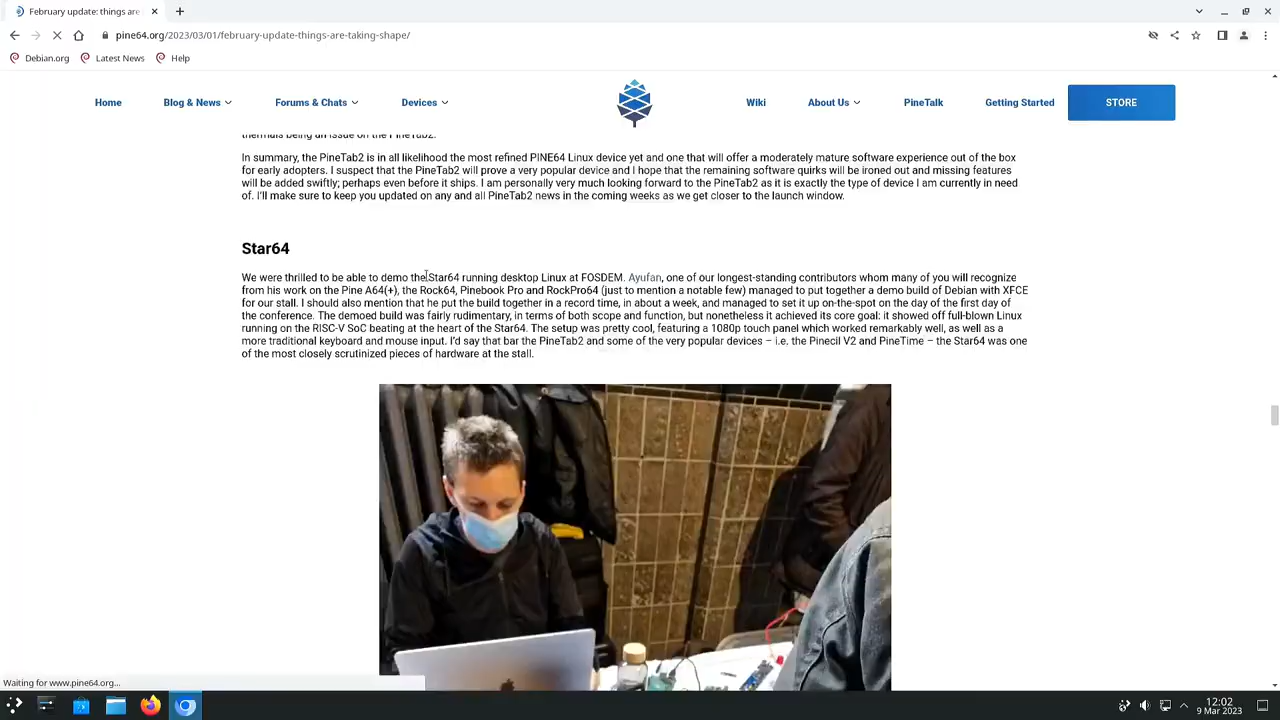 February update: things are
pine64.org/2023/03/01/february-update-things-are-taking-shape/
Debian.org Latest News Help
Home Blog & News Forums & Chats Devices Wiki About Us PineTalk Getting Started STORE
thermals being an issue on the PineTab2.
In summary, the PineTab2 is in all likelihood the most refined PINE64 Linux device yet and one that will offer a moderately mature software experience out of the box
for early adopters. I suspect that the PineTab2 will prove a very popular device and I hope that the remaining software quirks will be ironed out and missing features
will be added swiftly; perhaps even before it ships. I am personally very much looking forward to the PineTab2 as it is exactly the type of device I am currently in need
of. I'll make sure to keep you updated on any and all PineTab2 news in the coming weeks as we get closer to the launch window.
Star64
We were thrilled to be able to demo the Star64 running desktop Linux at FOSDEM. Ayufan, one of our longest-standing contributors whom many of you will recognize
from his work on the Pine A64(+), the Rock64, Pinebook Pro and RockPro64 (just to mention a notable few) managed to put together a demo build of Debian with XFCE
for our stall. I should also mention that he put the build together in a record time, in about a week, and managed to set it up on-the-spot on the day of the first day of
the conference. The demoed build was fairly rudimentary, in terms of both scope and function, but nonetheless it achieved its core goal: it showed off full-blown Linux
running on the RISC-V SoC beating at the heart of the Star64. The setup was pretty cool, featuring a 1080p touch panel which worked remarkably well, as well as a
more traditional keyboard and mouse input. I'd say that bar the PineTab2 and some of the very popular devices – i.e. the Pinecil V2 and PineTime – the Star64 was one
of the most closely scrutinized pieces of hardware at the stall.
Waiting for www.pine64.org...
12:02
9 Mar 2023